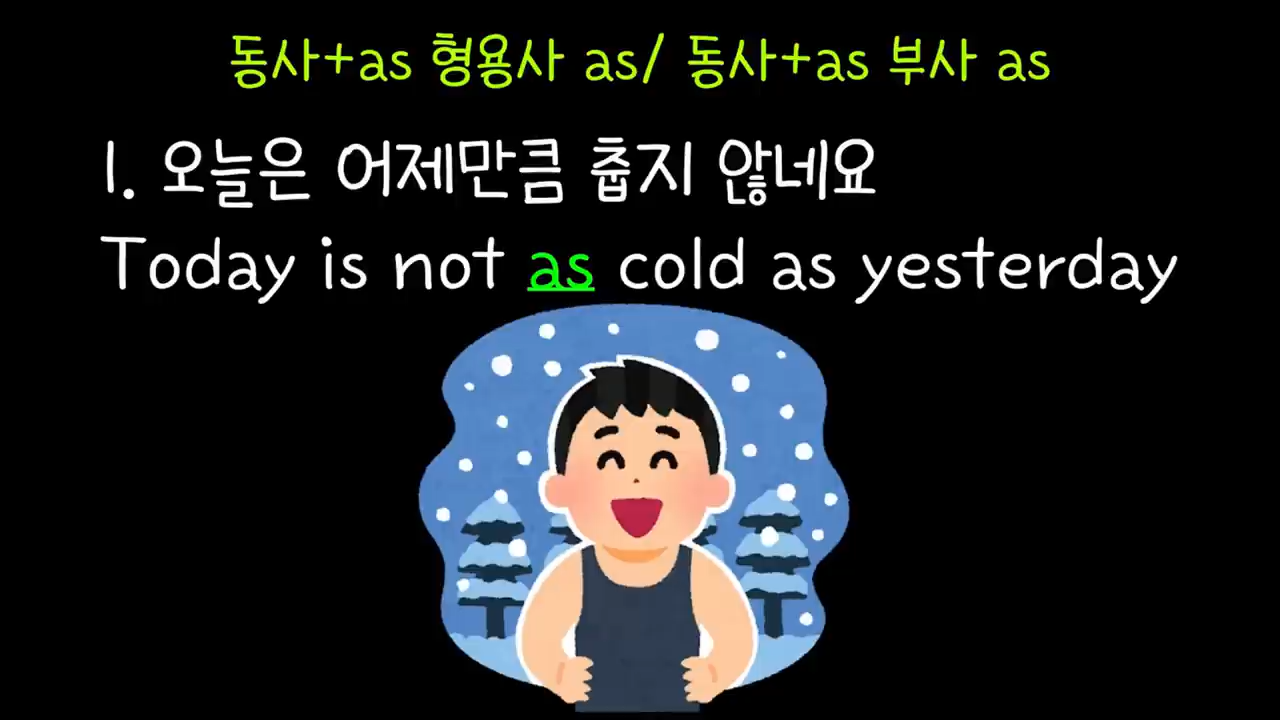 동사+as 형용사 as/ 동사+as 부사 as
1. 오늘은 어제만큼 춥지 않네요
Today is not as cold as yesterday